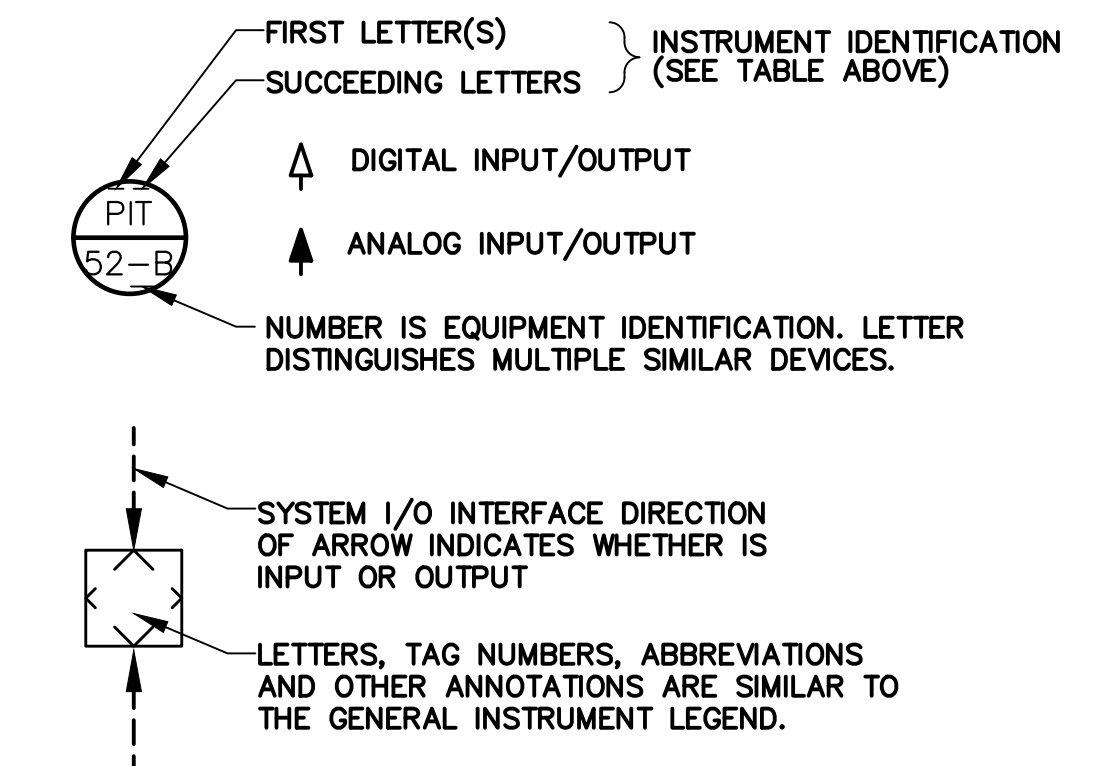 FIRST LETTER(S)
SUCCEEDING LETTERS
INSTRUMENT IDENTIFICATION
(SEE TABLE ABOVE)
DIGITAL INPUT/OUTPUT
PIT
52-B
ANALOG INPUT/OUTPUT
NUMBER IS EQUIPMENT IDENTIFICATION. LETTER
DISTINGUISHES MULTIPLE SIMILAR DEVICES.
SYSTEM I/O INTERFACE DIRECTION
OF ARROW INDICATES WHETHER IS
INPUT OR OUTPUT
LETTERS, TAG NUMBERS, ABBREVIATIONS
AND OTHER ANNOTATIONS ARE SIMILAR TO
THE GENERAL INSTRUMENT LEGEND.